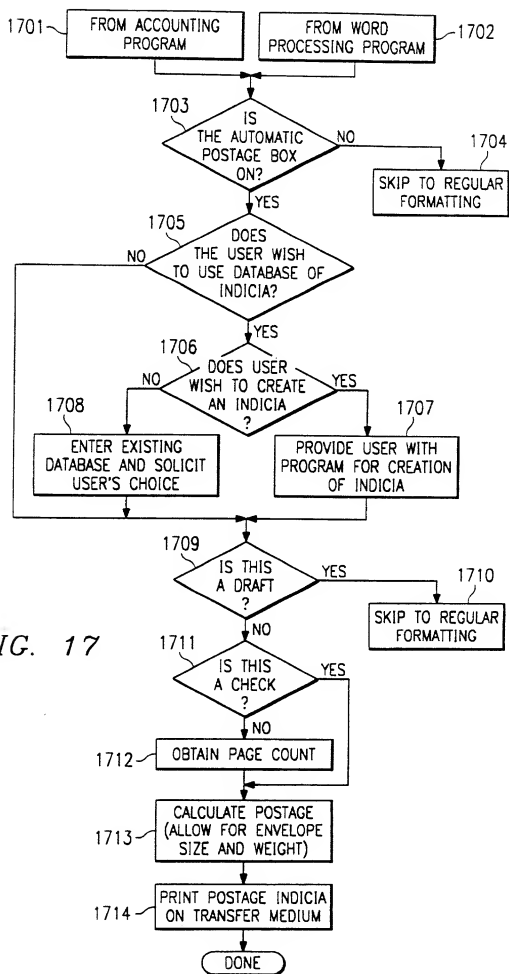 1701
FROM ACCOUNTING
PROGRAM
FROM WORD
PROCESSING PROGRAM
1702
1703
IS
THE AUTOMATIC
POSTAGE BOX
ON?
NO
1704
SKIP TO REGULAR
FORMATTING
YES
1705
NO
DOES
THE USER WISH
TO USE DATABASE OF
INDICIA?
YES
1706
NO
DOES USER
WISH TO CREATE
AN INDICIA
?
YES
1708
ENTER EXISTING
DATABASE AND SOLICIT
USER'S CHOICE
1707
PROVIDE USER WITH
PROGRAM FOR CREATION
OF INDICIA
1709
IS THIS
A DRAFT
?
YES
1710
SKIP TO REGULAR
FORMATTING
NO
IG. 17
1711
IS THIS
A CHECK
?
YES
NO
1712
OBTAIN PAGE COUNT
1713
CALCULATE POSTAGE
(ALLOW FOR ENVELOPE
SIZE AND WEIGHT)
1714
PRINT POSTAGE INDICIA
ON TRANSFER MEDIUM
DONE